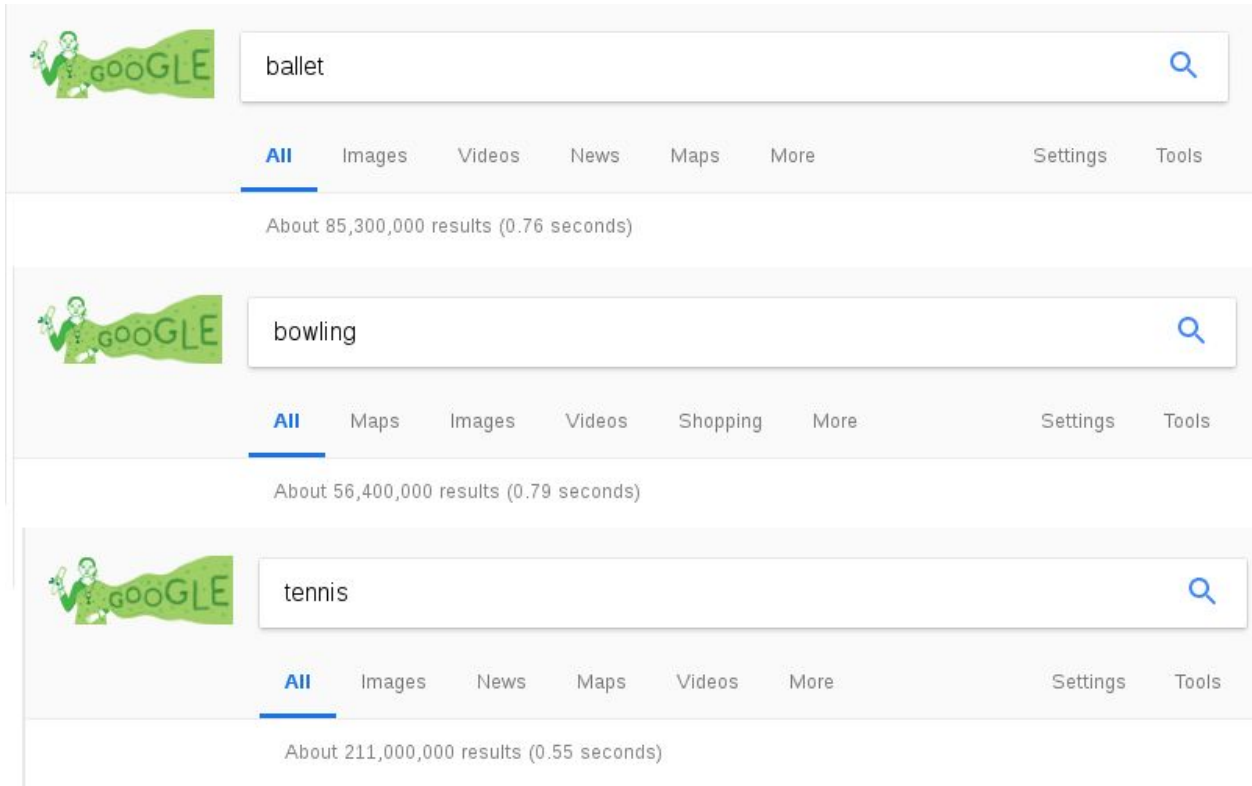 GOOGLE ballet
All Images Videos News Maps More Settings Tools
About 85,300,000 results (0.76 seconds)
GOOGLE bowling
All Maps Images Videos Shopping More Settings Tools
About 56,400,000 results (0.79 seconds)
GOOGLE tennis
All Images News Maps Videos More Settings Tools
About 211,000,000 results (0.55 seconds)